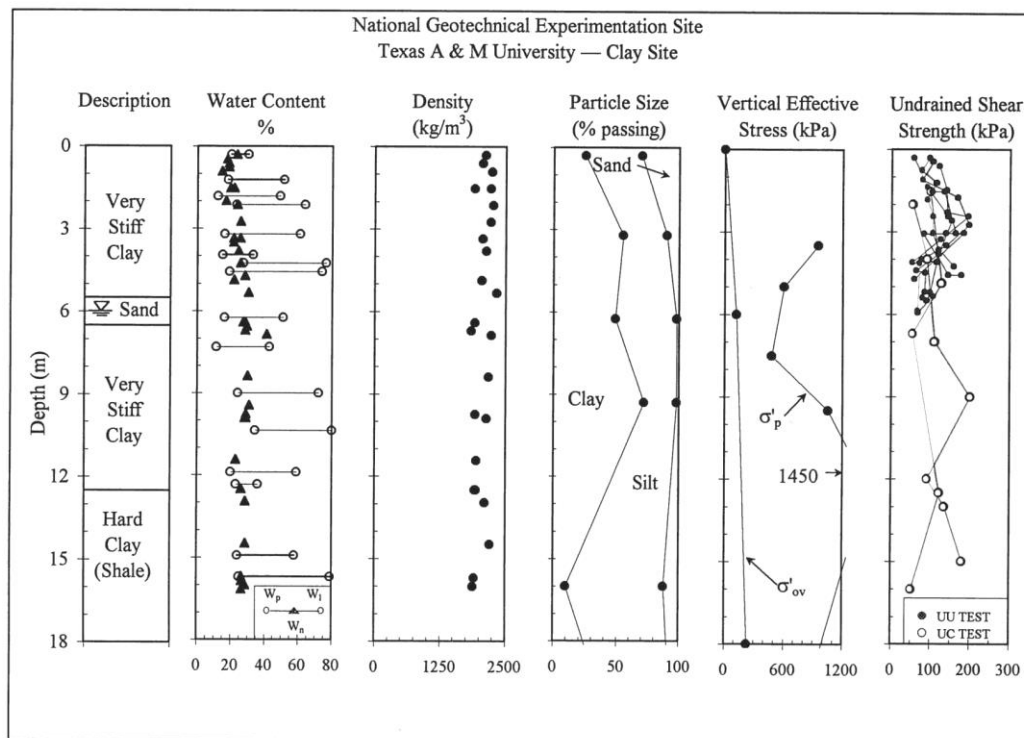 National Geotechnical Experimentation Site
Texas A & M University — Clay Site
Description
Water Content
%
Density
(kg/m³)
Particle Size
(% passing)
Vertical Effective
Stress (kPa)
Undrained Shear
Strength (kPa)
Depth (m)
0
3
6
9
12
15
18
Very
Stiff
Clay
Sand
Very
Stiff
Clay
Hard
Clay
(Shale)
Wp Wl
Wn
0 20 40 60 80
0 1250 2500
Sand
Clay
Silt
0 50 100
σ'p
1450
σ'ov
0 600 1200
UU TEST
UC TEST
0 100 200 300